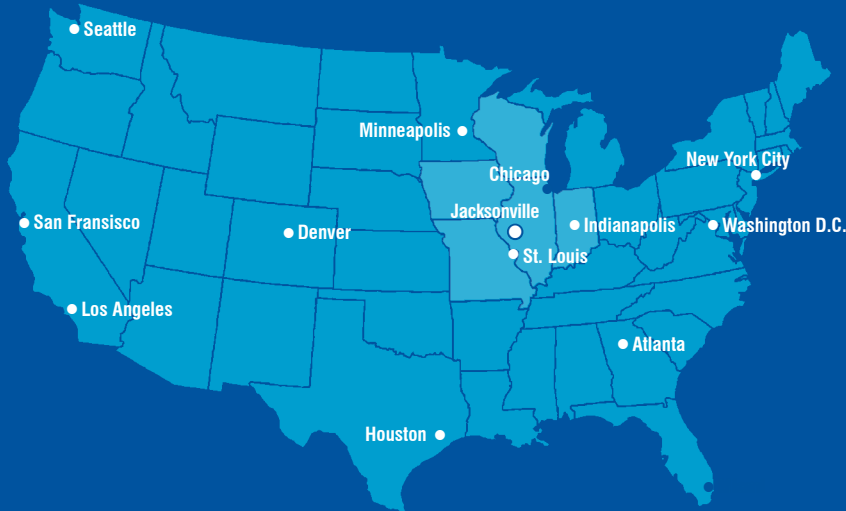 Seattle
Minneapolis
New York City
Chicago
Jacksonville
San Fransisco
Denver
Indianapolis
Washington D.C.
St. Louis
Los Angeles
Atlanta
Houston